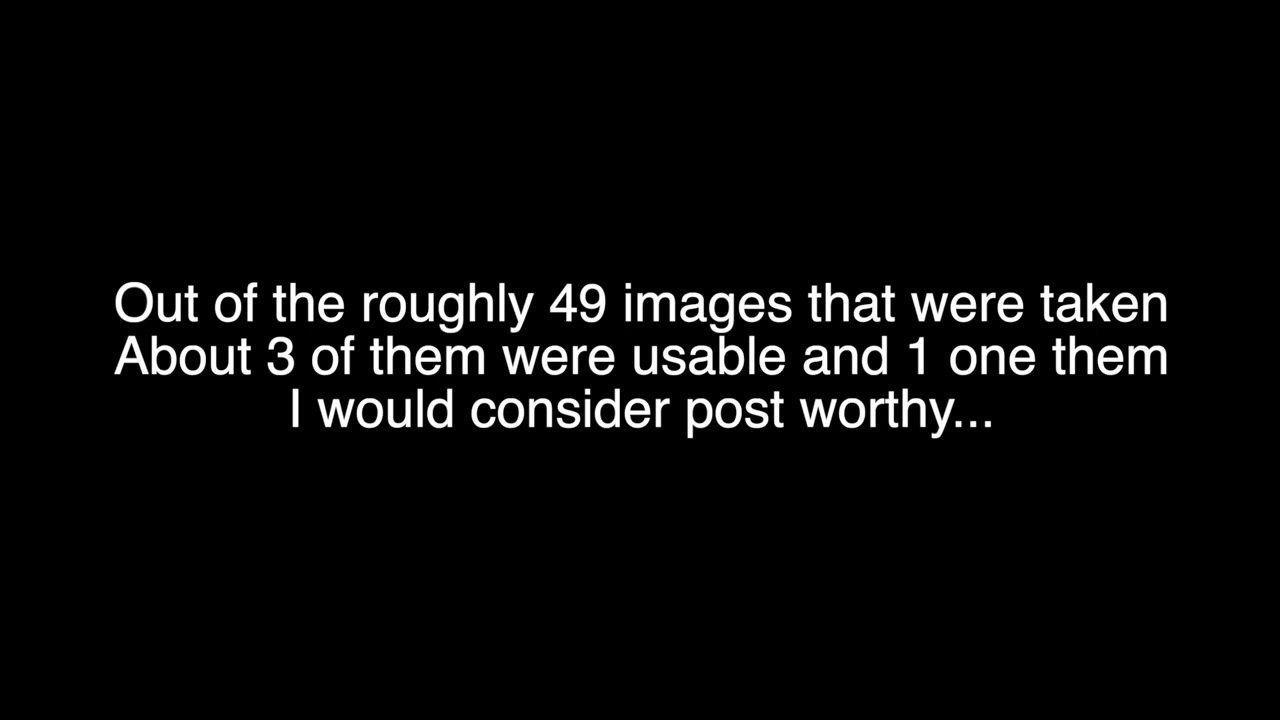 Out of the roughly 49 images that were taken
About 3 of them were usable and 1 one them
I would consider post worthy...